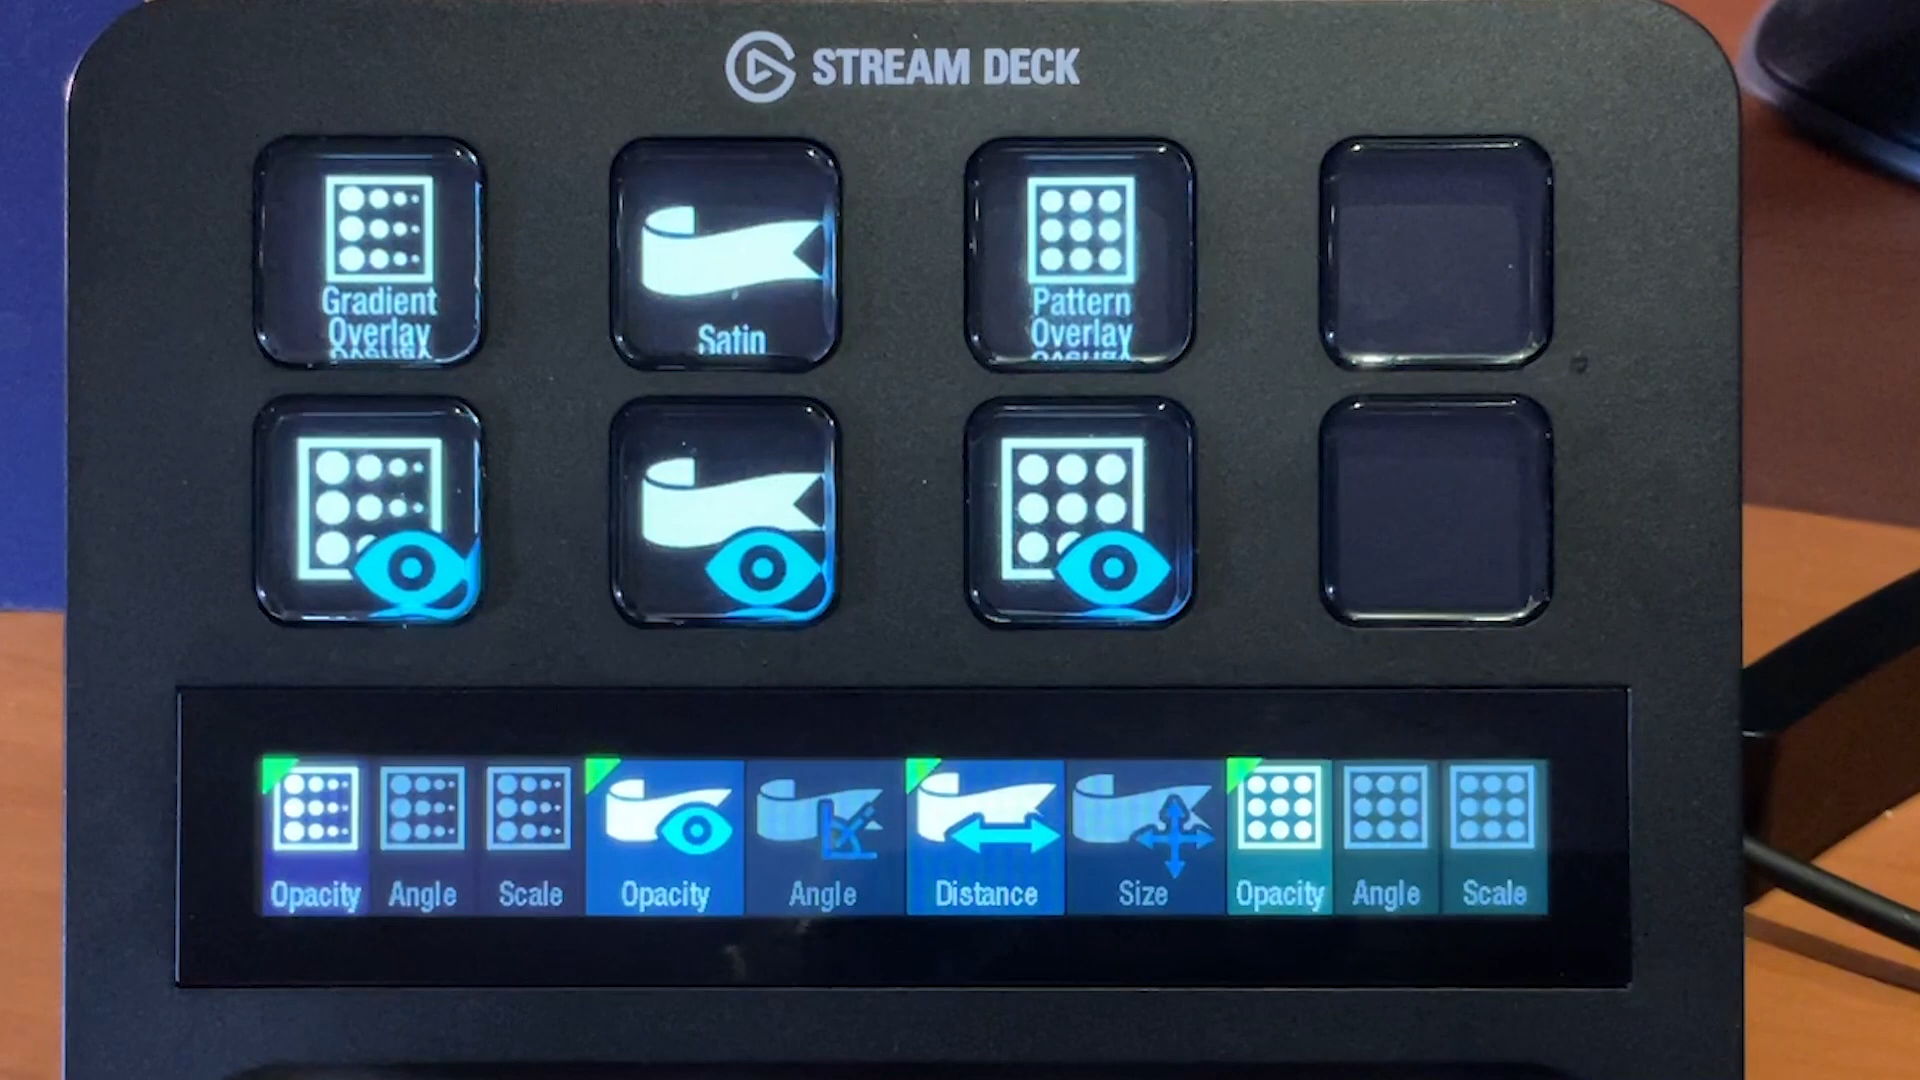 STREAM DECK
Gradient
Overlay
Satin
Pattern
Overlay
Opacity Angle Scale Opacity Angle Distance Size Opacity Angle Scale